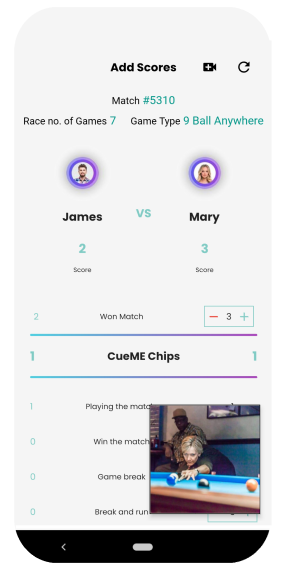 Add Scores
Match #5310
Race no. of Games 7 Game Type 9 Ball Anywhere
James VS Mary
2 3
Score Score
2 Won Match − 3 +
1 CueME Chips 1
1 Playing the
0 Win the match
0 Game break
0 Break and run